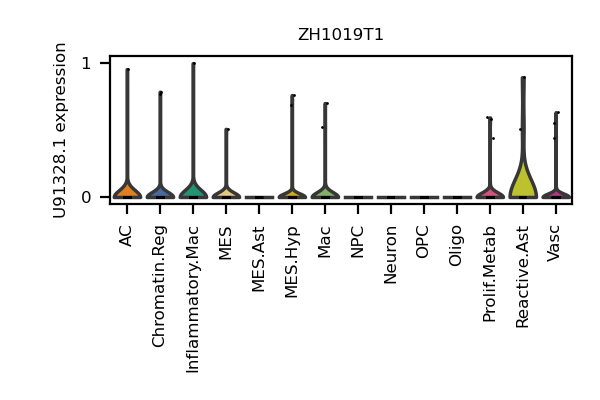 ZH1019T1
U91328.1 expression
1
0
AC
Chromatin.Reg
Inflammatory.Mac
MES
MES.Ast
MES.Hyp
Mac
NPC
Neuron
OPC
Oligo
Prolif.Metab
Reactive.Ast
Vasc